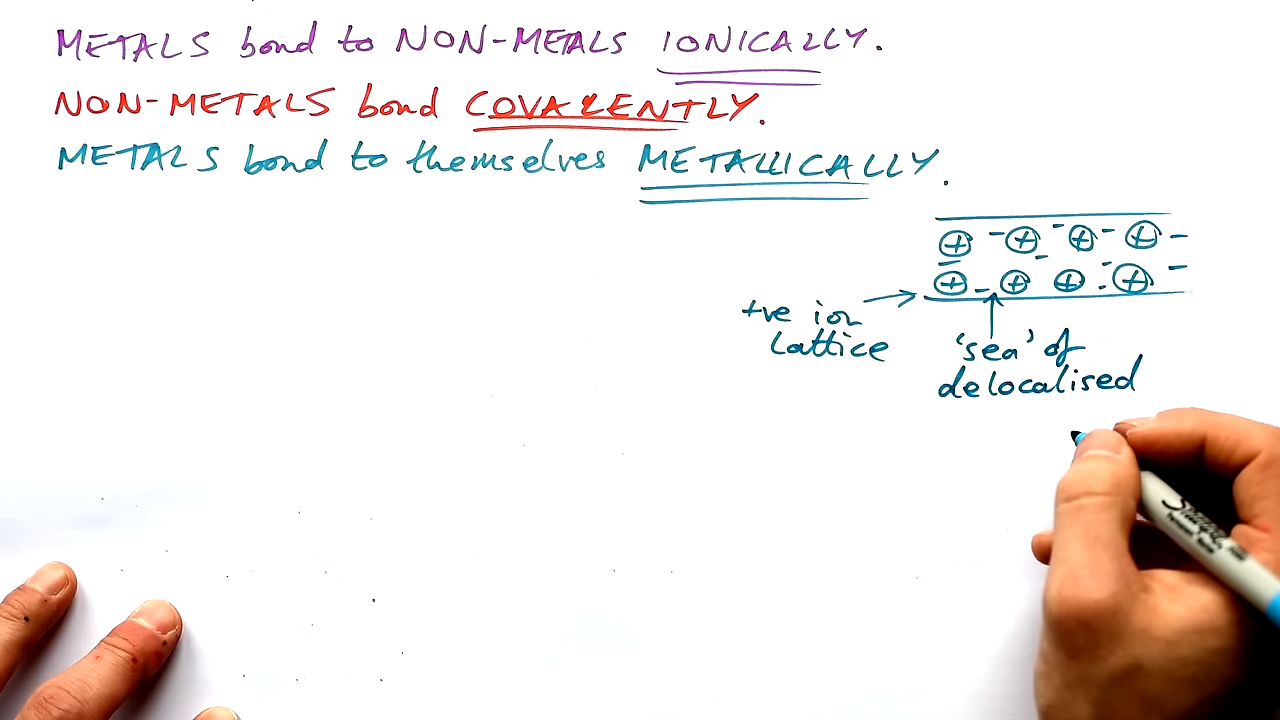 METALS bond to NON-METALS IONICALLY.
NON-METALS bond COVALENTLY.
METALS bond to themselves METALLICALLY.
+ - + - + - + -
- - -
+ - + + - + -
+ve ion
lattice
'sea' of
delocalised
Sharpie